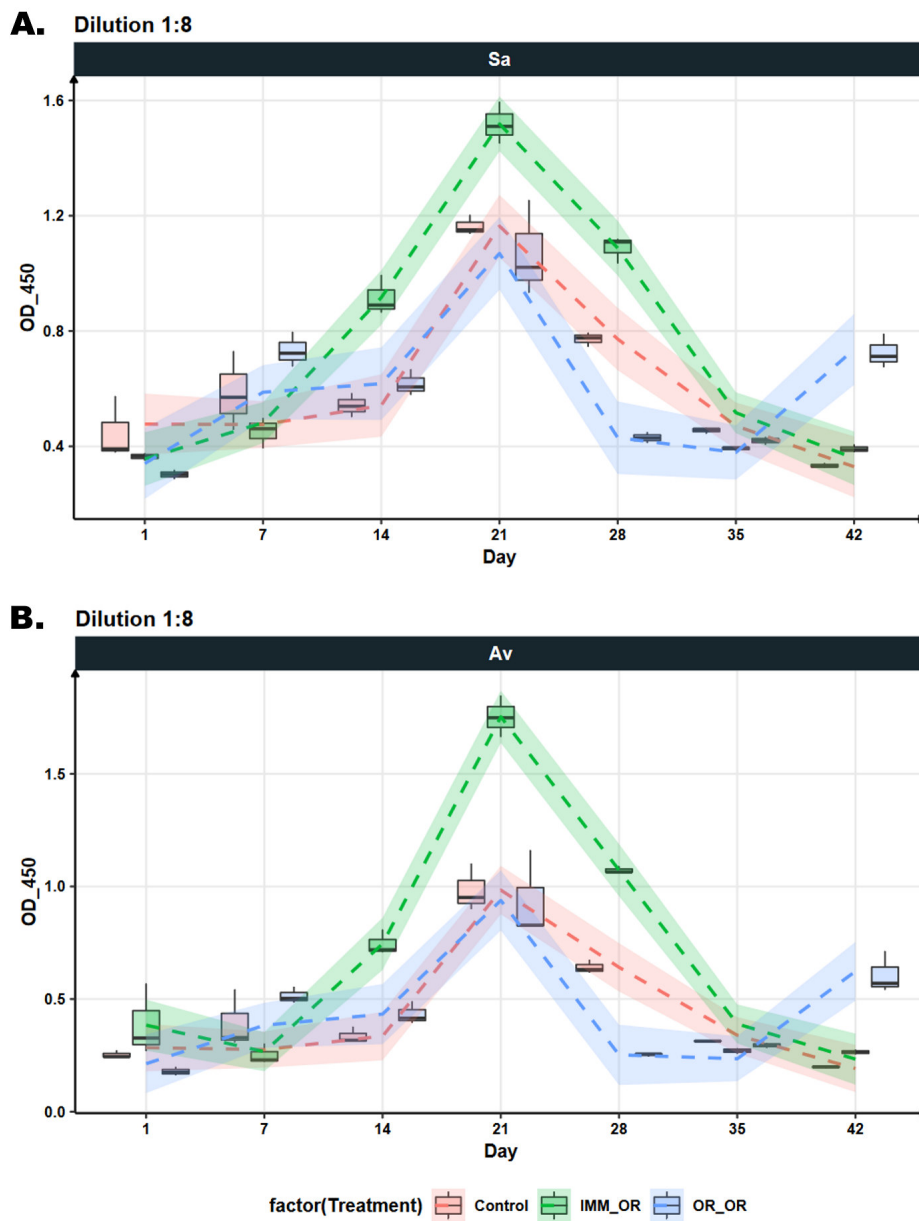 A. Dilution 1:8
Sa
1.6
1.2
0.8
0.4
OD_450
1 7 14 21 28 35 42
Day
B. Dilution 1:8
Av
1.5
1.0
0.5
0.0
OD_450
1 7 14 21 28 35 42
Day
factor(Treatment) Control IMM_OR OR_OR